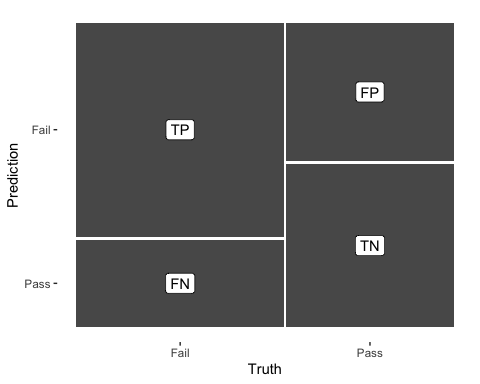 FP
TP
Fail
Prediction
TN
FN
Pass
Fail
Pass
Truth